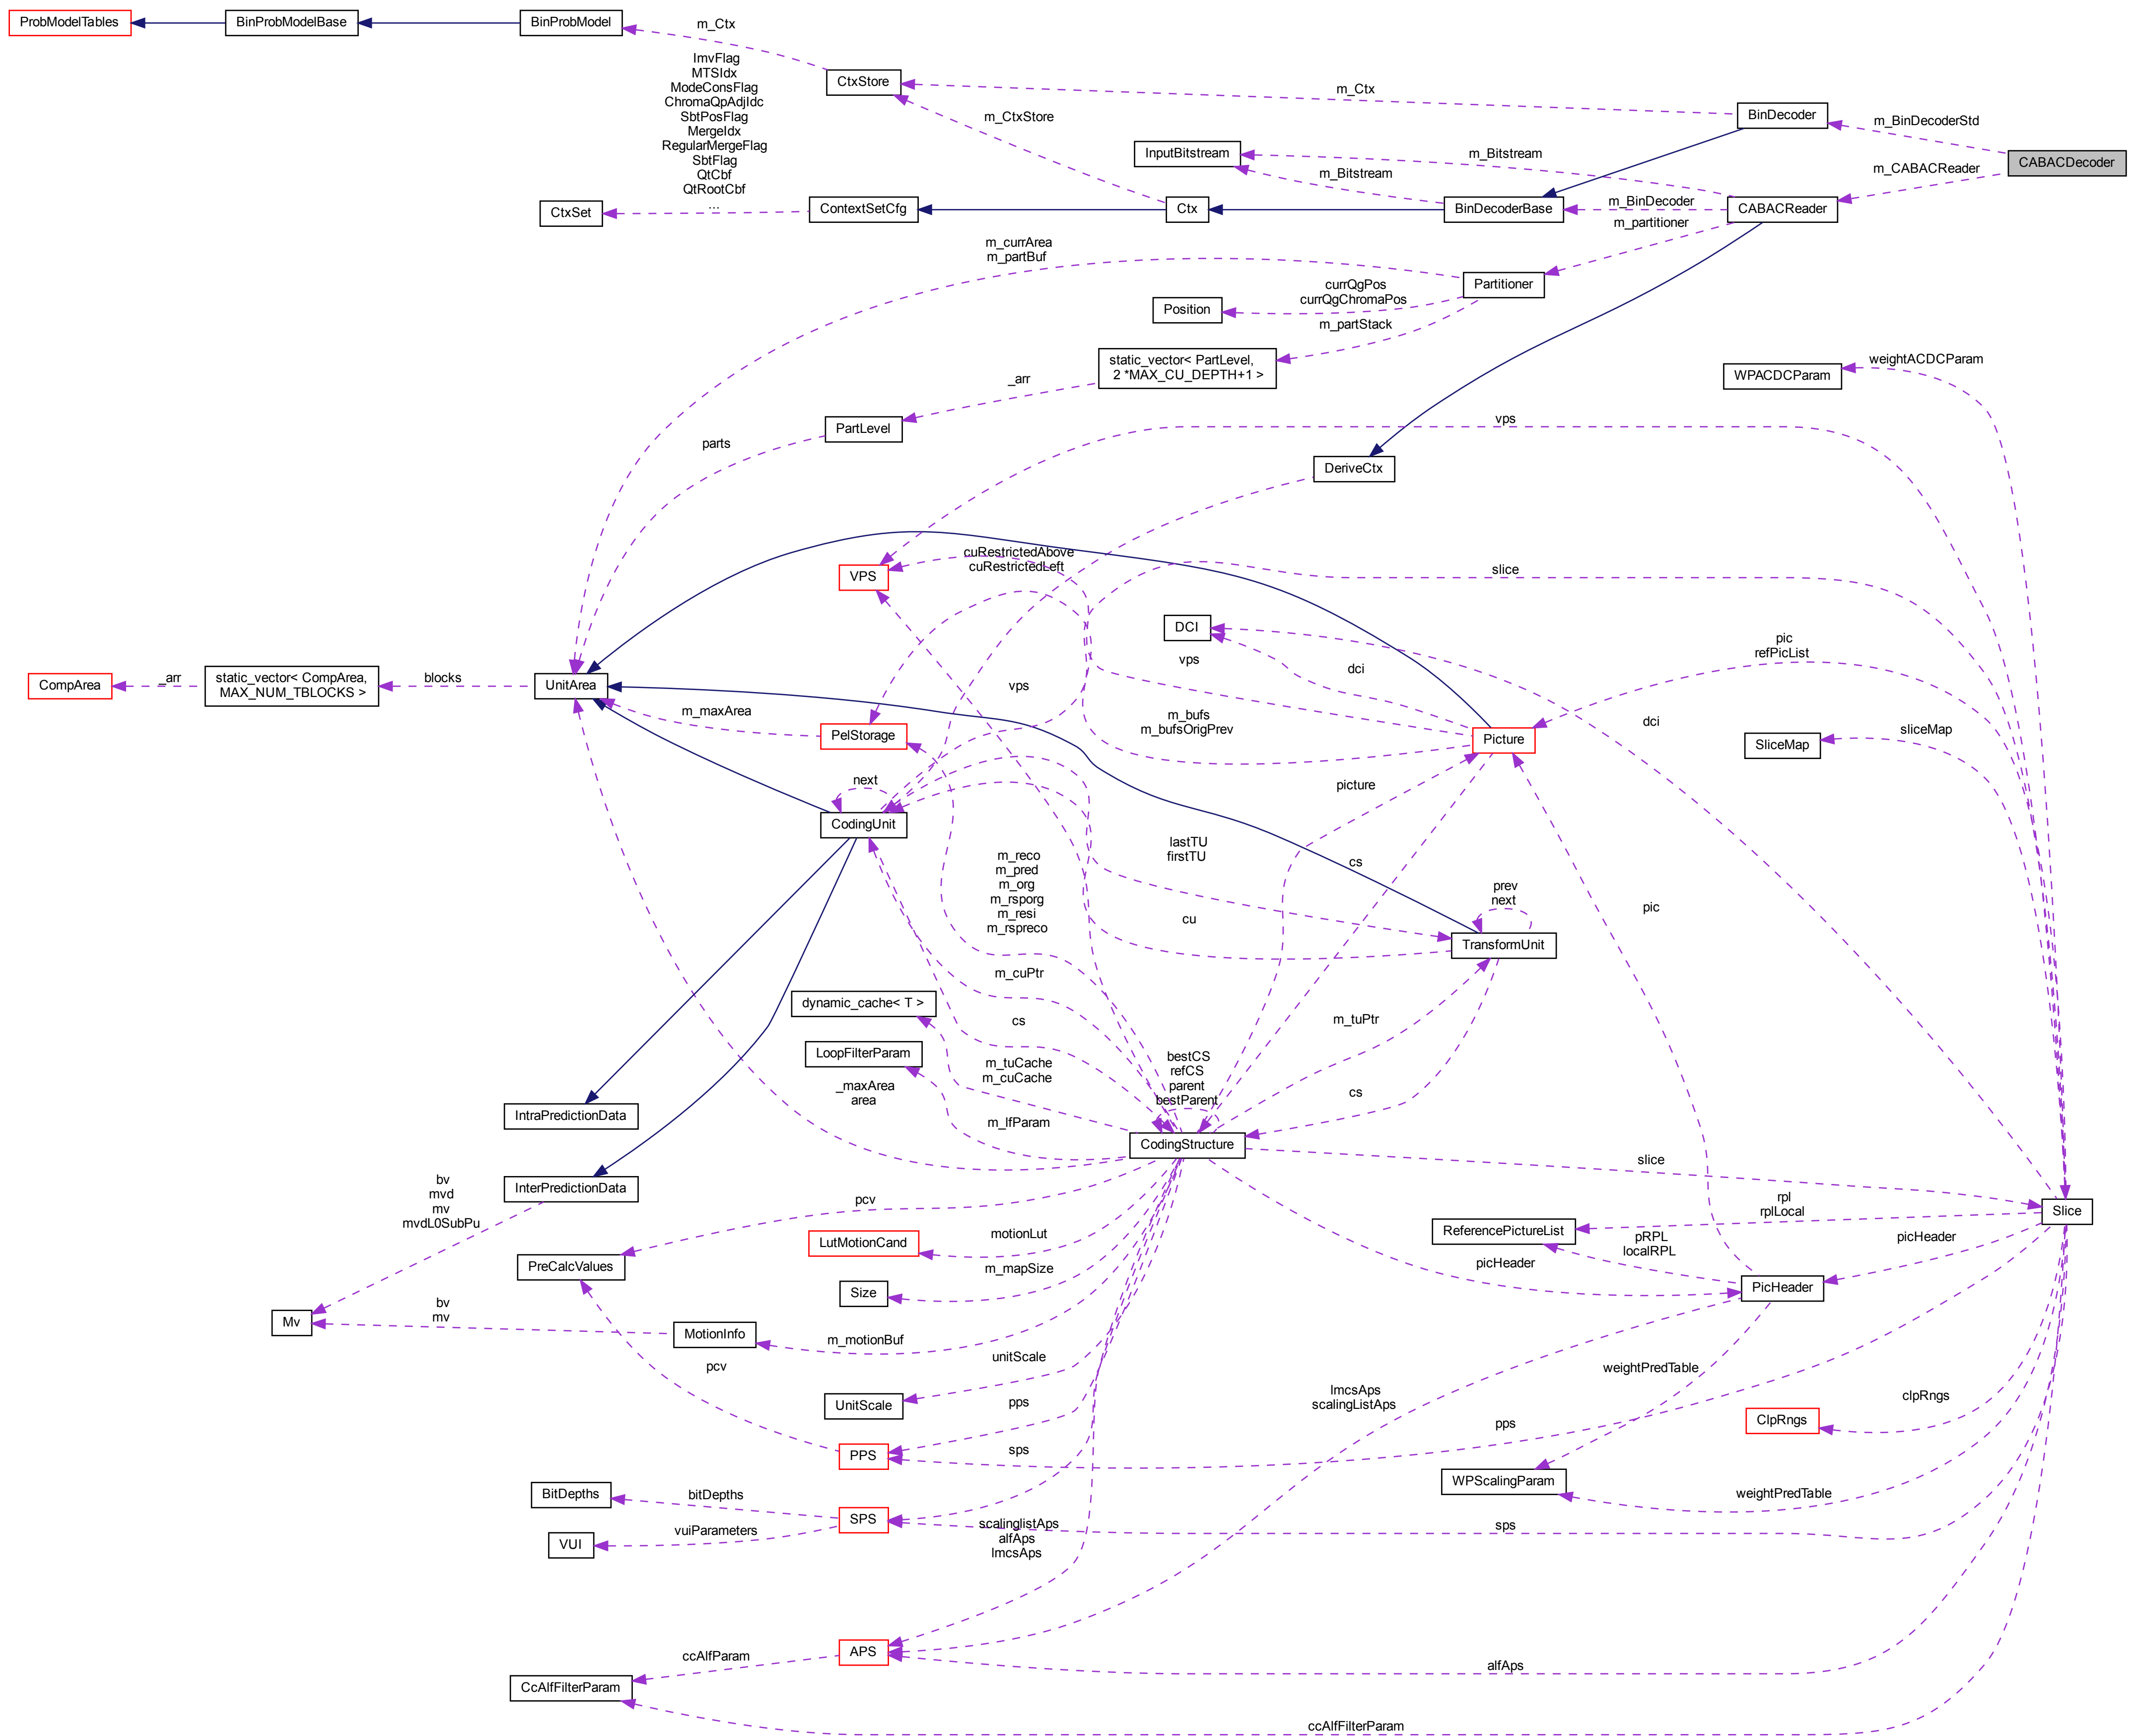 ProbModelTables
BinProbModelBase
BinProbModel
m_Ctx
ImvFlag
MTSIdx
ModeConsFlag
ChromaQpAdjIdc
SbtPosFlag
MergeIdx
RegularMergeFlag
SbtFlag
QtCbf
QtRootCbf
...
CtxStore
m_Ctx
BinDecoder
m_BinDecoderStd
m_CtxStore
InputBitstream
m_Bitstream
CABACDecoder
m_Bitstream
m_CABACReader
CtxSet
ContextSetCfg
Ctx
BinDecoderBase
m_BinDecoder
CABACReader
m_partitioner
m_currArea
m_partBuf
Partitioner
currQgPos
currQgChromaPos
Position
m_partStack
static_vector< PartLevel,
2 *MAX_CU_DEPTH+1 >
_arr
weightACDCParam
WPACDCParam
PartLevel
parts
vps
DeriveCtx
cuRestrictedAbove
cuRestrictedLeft
VPS
slice
DCI
pic
refPicList
vps
dci
vps
CompArea
_arr
static_vector< CompArea,
MAX_NUM_TBLOCKS >
blocks
UnitArea
m_maxArea
PelStorage
m_bufs
m_bufsOrigPrev
dci
Picture
sliceMap
SliceMap
next
picture
CodingUnit
lastTU
firstTU
cs
m_reco
m_pred
m_org
m_rsporg
m_resi
m_rspreco
prev
next
pic
cu
TransformUnit
m_cuPtr
dynamic_cache< T >
cs
m_tuPtr
LoopFilterParam
m_tuCache
m_cuCache
bestCS
refCS
parent
bestParent
_maxArea
area
cs
IntraPredictionData
m_lfParam
CodingStructure
slice
InterPredictionData
bv
mvd
mv
mvdL0SubPu
pcv
rpl
rplLocal
Slice
ReferencePictureList
motionLut
LutMotionCand
pRPL
localRPL
picHeader
PreCalcValues
m_mapSize
picHeader
PicHeader
Size
bv
mv
Mv
MotionInfo
m_motionBuf
unitScale
pcv
weightPredTable
UnitScale
pps
lmcsAps
scalingListAps
clpRngs
ClpRngs
pps
PPS
sps
WPScalingParam
weightPredTable
BitDepths
bitDepths
SPS
sps
scalinglistAps
alfAps
lmcsAps
vuiParameters
VUI
APS
ccAlfParam
alfAps
CcAlfFilterParam
ccAlfFilterParam